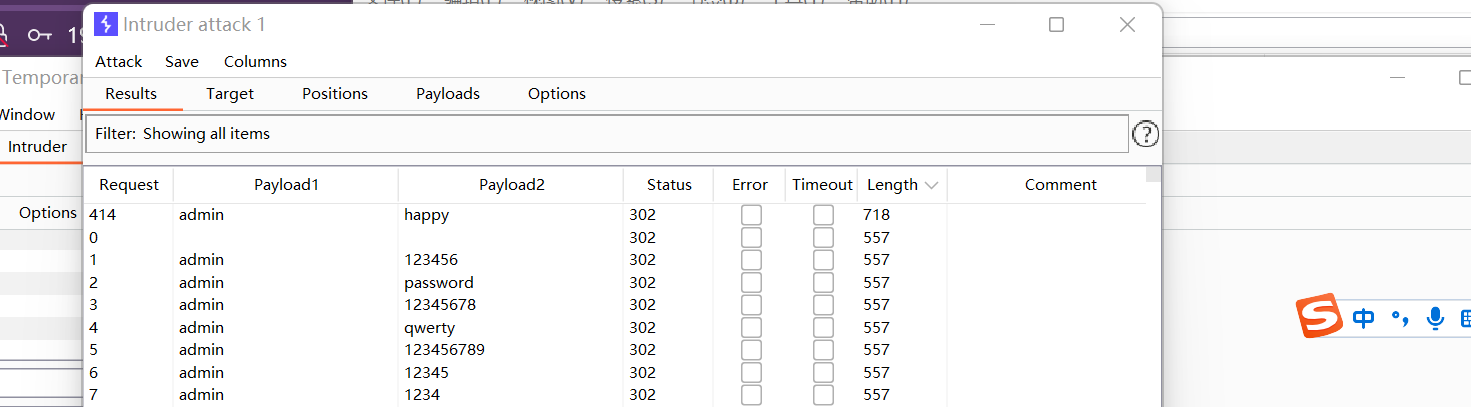 Intruder attack 1
19
Attack Save Columns
Tempora
Results Target Positions Payloads Options
Window
Filter: Showing all items ?
Intruder
Request Payload1 Payload2 Status Error Timeout Length Comment
Options
414 admin happy 302 718
0 302 557
1 admin 123456 302 557
2 admin password 302 557
3 admin 12345678 302 557
4 admin qwerty 302 557
5 admin 123456789 302 557
6 admin 12345 302 557
7 admin 1234 302 557
S 中 °,